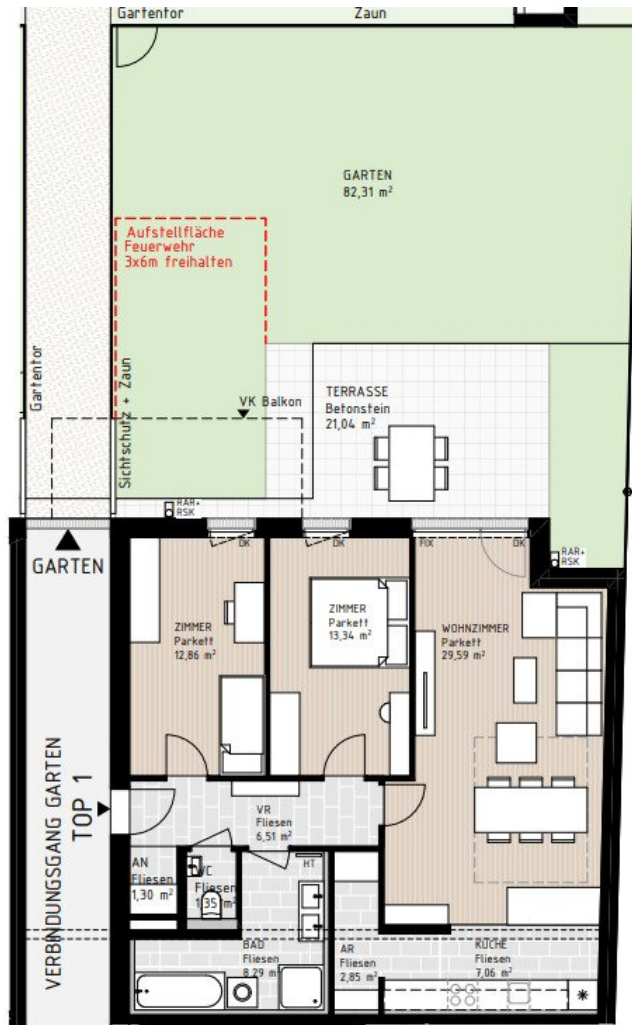 Gartentor
Zaun
GARTEN
82,31 m²
Aufstellfläche
Feuerwehr
3x6m freihalten
Gartentor
Sichtschutz + Zaun
VK Balkon
TERRASSE
Betonstein
21,04 m²
RAR+
RSK
RAR+
RSK
GARTEN
DK
DK
FIX
DK
ZIMMER
Parkett
12,86 m²
ZIMMER
Parkett
13,34 m²
WOHNZIMMER
Parkett
29,59 m²
VERBINDUNGSGANG GARTEN
TOP 1
VR
Fliesen
6,51 m²
AN
Fliesen
1,30 m²
WC
Fliesen
1,35 m²
HT
BAD
Fliesen
8,29 m²
AR
Fliesen
2,85 m²
KÜCHE
Fliesen
7,06 m²